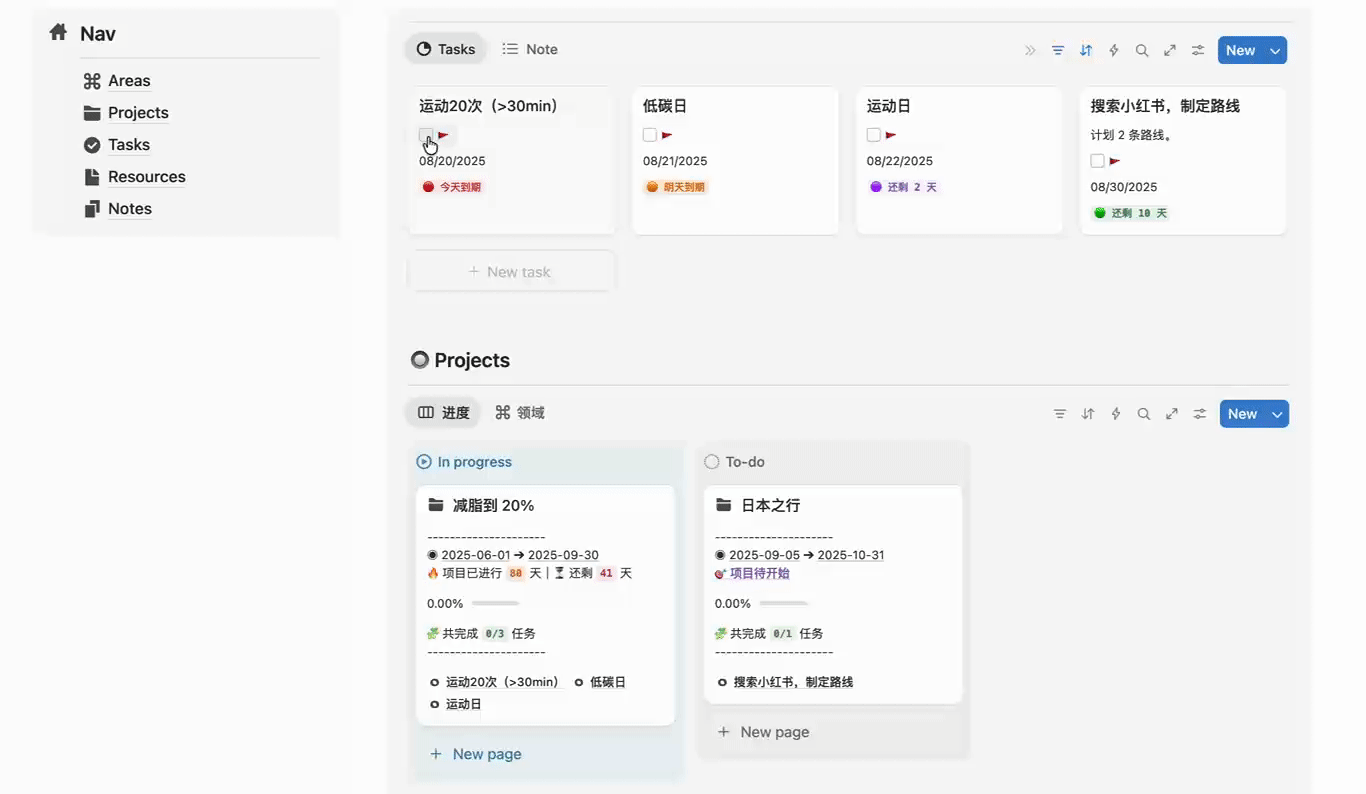 Nav
Areas
Projects
Tasks
Resources
Notes
Tasks Note
New
运动20次（>30min）
08/20/2025
今天到期
低碳日
08/21/2025
明天到期
运动日
08/22/2025
还剩 2 天
搜索小红书，制定路线
计划 2 条路线。
08/30/2025
还剩 10 天
+ New task
Projects
进度 领域
New
In progress
减脂到 20%
---------------------
2025-06-01 → 2025-09-30
项目已进行 80 天 | 还剩 41 天
0.00%
共完成 0/3 任务
---------------------
运动20次（>30min） 低碳日
运动日
+ New page
To-do
日本之行
---------------------
2025-09-05 → 2025-10-31
项目待开始
0.00%
共完成 0/1 任务
---------------------
搜索小红书，制定路线
+ New page